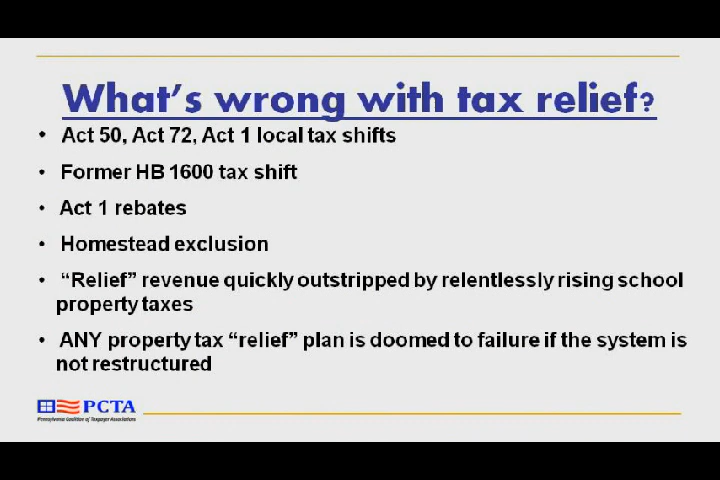 What's wrong with tax relief?
• Act 50, Act 72, Act 1 local tax shifts
• Former HB 1600 tax shift
• Act 1 rebates
• Homestead exclusion
• “Relief” revenue quickly outstripped by relentlessly rising school
property taxes
• ANY property tax “relief” plan is doomed to failure if the system is
not restructured
PCTA
Pennsylvania Coalition of Taxpayer Associations